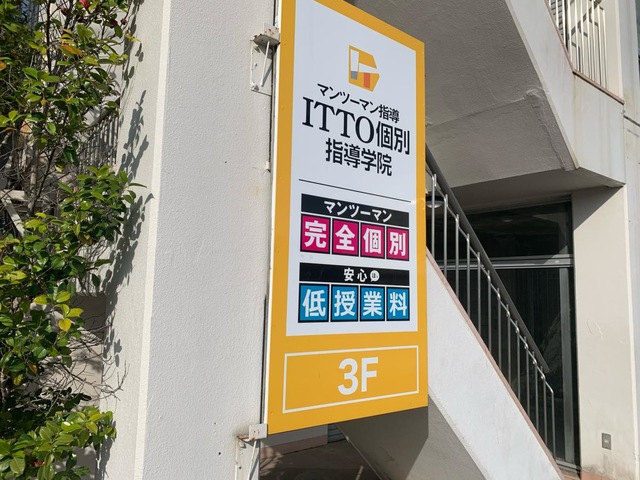 マンツーマン指導
ITTO個別
指導学院
マンツーマン
完全個別
安心
低授業料
3F